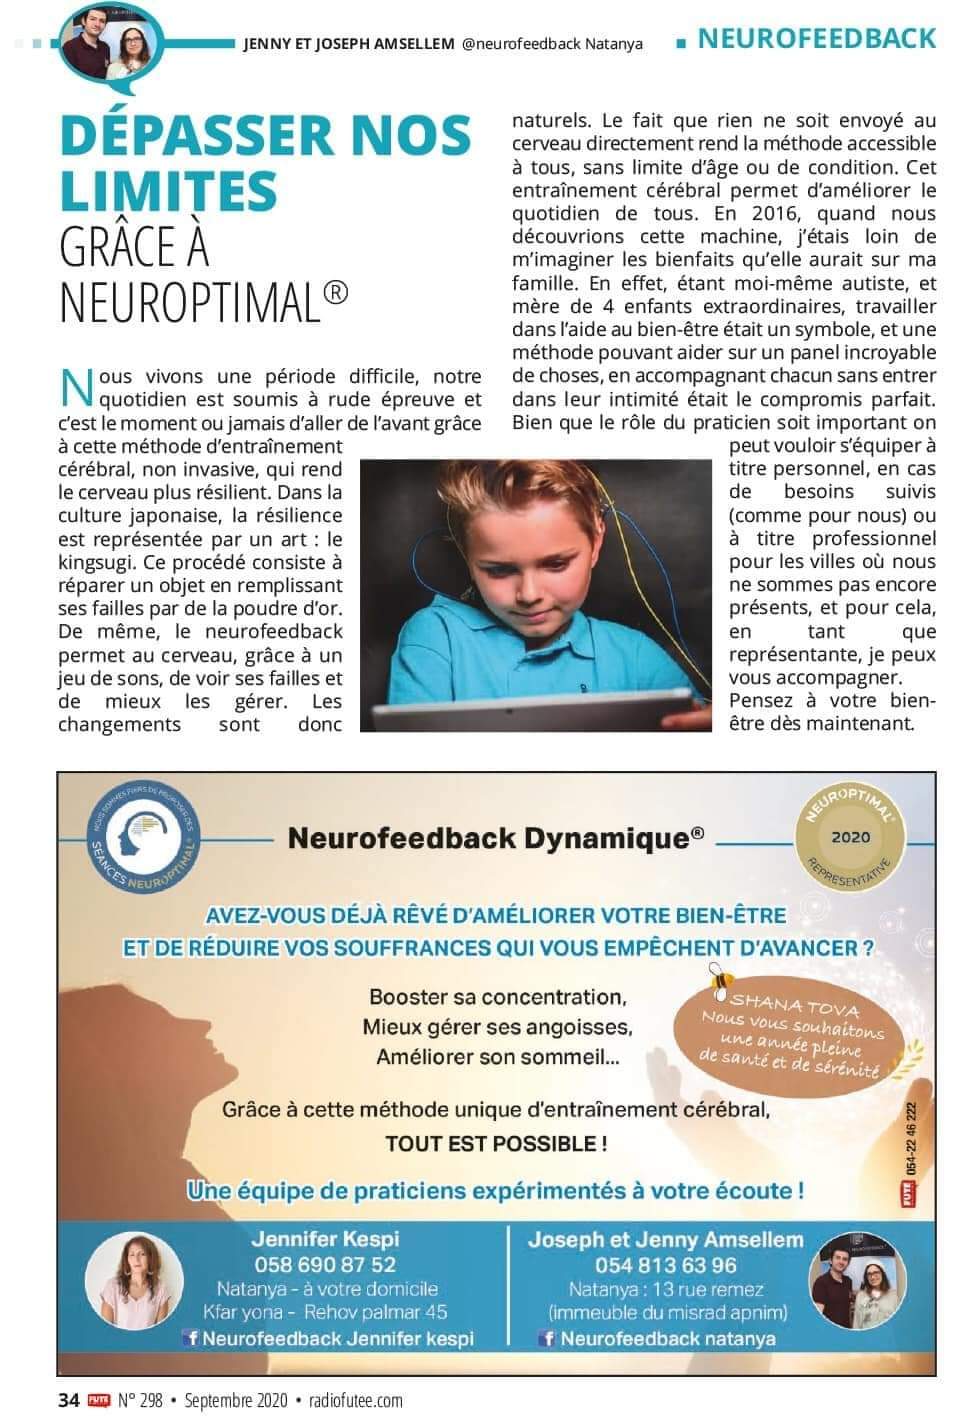 JENNY ET JOSEPH AMSELLEM @neurofeedback Natanya
NEUROFEEDBACK
DÉPASSER NOS
LIMITES
GRÂCE À
NEUROPTIMAL®
Nous vivons une période difficile, notre
quotidien est soumis à rude épreuve et
c’est le moment ou jamais d’aller de l’avant grâce
à cette méthode d’entraînement
cérébral, non invasive, qui rend
le cerveau plus résilient. Dans la
culture japonaise, la résilience
est représentée par un art : le
kingsugi. Ce procédé consiste à
réparer un objet en remplissant
ses failles par de la poudre d’or.
De même, le neurofeedback
permet au cerveau, grâce à un
jeu de sons, de voir ses failles et
de mieux les gérer. Les
changements sont donc
naturels. Le fait que rien ne soit envoyé au
cerveau directement rend la méthode accessible
à tous, sans limite d’âge ou de condition. Cet
entraînement cérébral permet d’améliorer le
quotidien de tous. En 2016, quand nous
découvrions cette machine, j’étais loin de
m’imaginer les bienfaits qu’elle aurait sur ma
famille. En effet, étant moi-même autiste, et
mère de 4 enfants extraordinaires, travailler
dans l’aide au bien-être était un symbole, et une
méthode pouvant aider sur un panel incroyable
de choses, en accompagnant chacun sans entrer
dans leur intimité était le compromis parfait.
Bien que le rôle du praticien soit important on
peut vouloir s’équiper à
titre personnel, en cas
de besoins suivis
(comme pour nous) ou
à titre professionnel
pour les villes où nous
ne sommes pas encore
présents, et pour cela,
en tant que
représentante, je peux
vous accompagner.
Pensez à votre bien-
être dès maintenant.
NOUS SOMMES FIERS DE PROPOSER DES
SÉANCES NEUROPTIMAL®
Neurofeedback Dynamique®
NEUROPTIMAL®
2020
REPRESENTATIVE
AVEZ-VOUS DÉJÀ RÊVÉ D’AMÉLIORER VOTRE BIEN-ÊTRE
ET DE RÉDUIRE VOS SOUFFRANCES QUI VOUS EMPÊCHENT D’AVANCER ?
Booster sa concentration,
Mieux gérer ses angoisses,
Améliorer son sommeil...
SHANA TOVA
Nous vous souhaitons
une année pleine
de santé et de sérénité
Grâce à cette méthode unique d’entraînement cérébral,
TOUT EST POSSIBLE !
Une équipe de praticiens expérimentés à votre écoute !
FUTÉ 054-22 46 222
Jennifer Kespi
058 690 87 52
Natanya - à votre domicile
Kfar yona - Rehov palmar 45
Neurofeedback Jennifer kespi
Joseph et Jenny Amsellem
054 813 63 96
Natanya : 13 rue remez
(immeuble du misrad apnim)
Neurofeedback natanya
34 FUTÉ N° 298 • Septembre 2020 • radiofutee.com